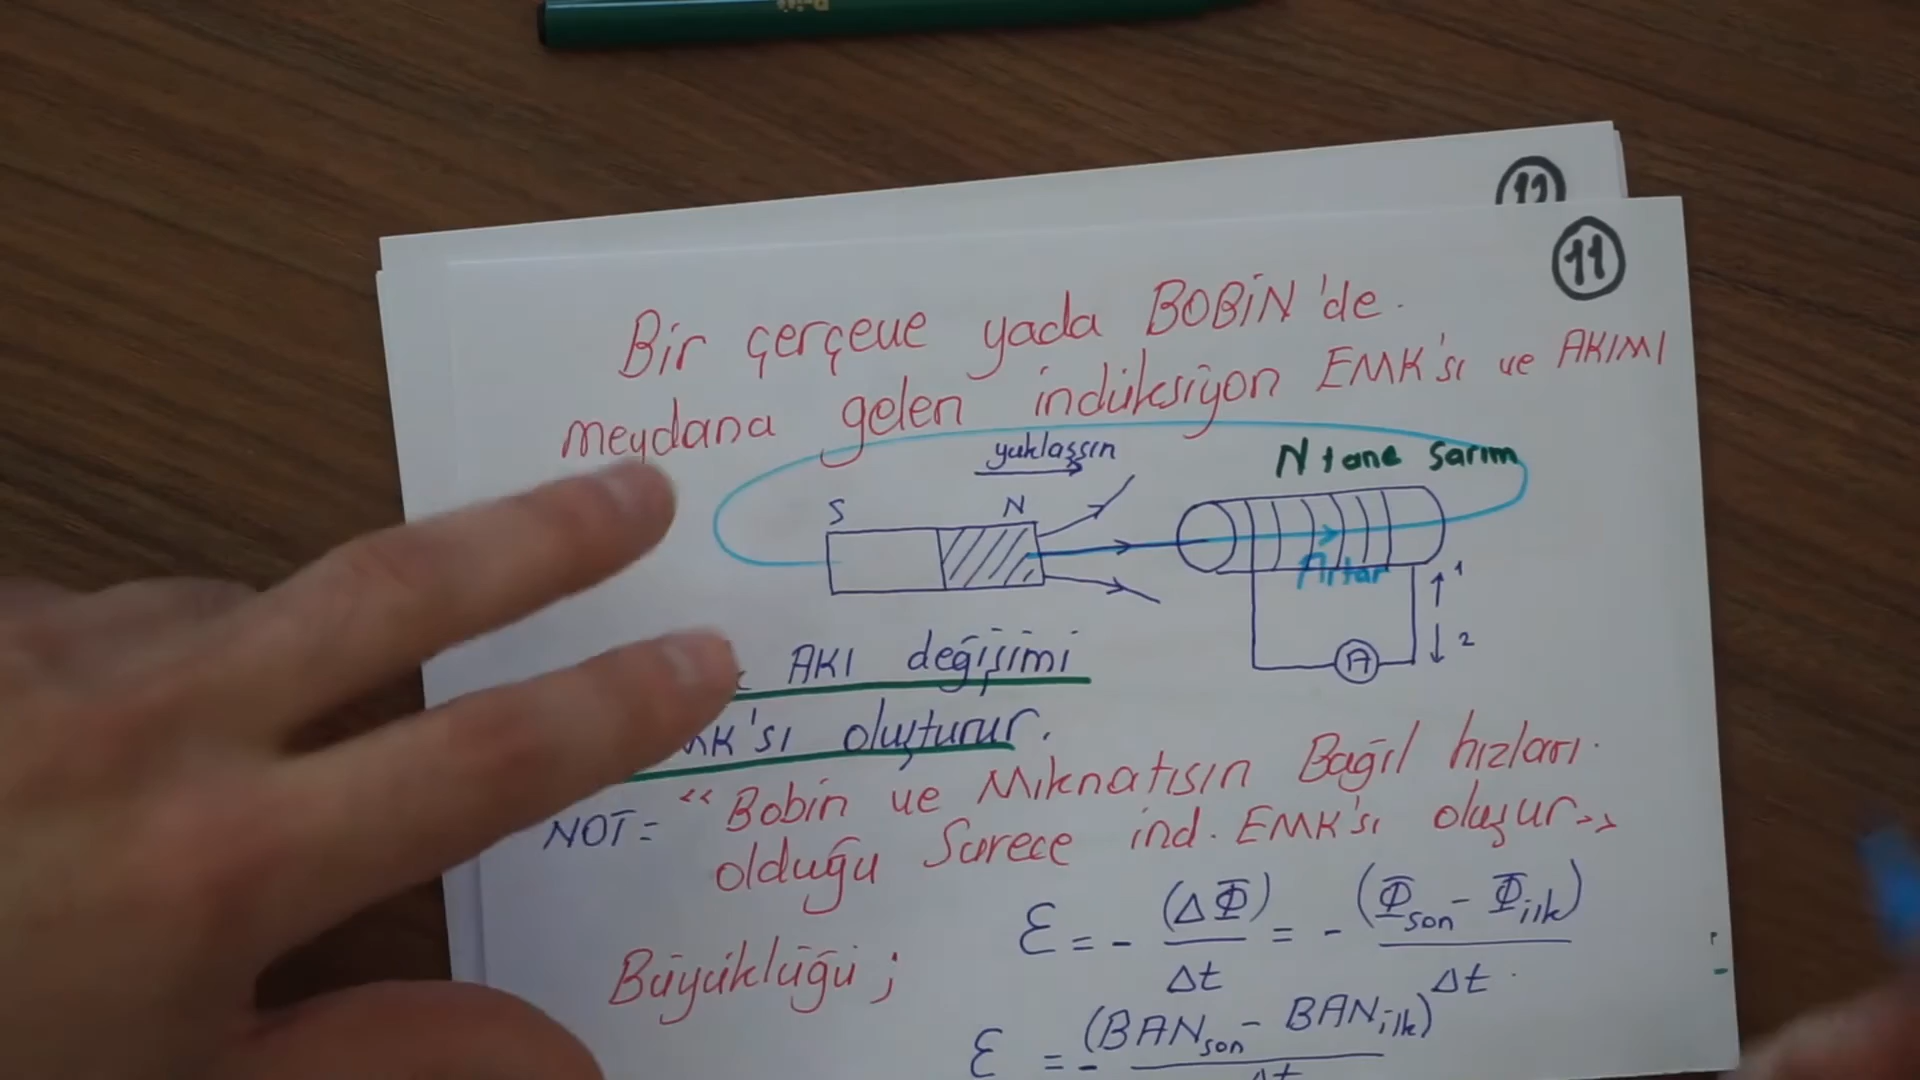 11
Bir çerçeve yada BOBİN'de.
meydana gelen indüksiyon EMK'sı ve AKIMI
yaklaşsın
N tane Sarım
S N
Artar
1
2
A
AKI değişimi
oluşturur.
NOT= "Bobin ve Mıknatısın Bağıl hızları
olduğu Sürece ind. EMK'sı oluşur"
Büyüklüğü;
ε = - (ΔΦ)/Δt = - (Φson - Φilk)/Δt
ε = - (BANson - BANilk)/Δt